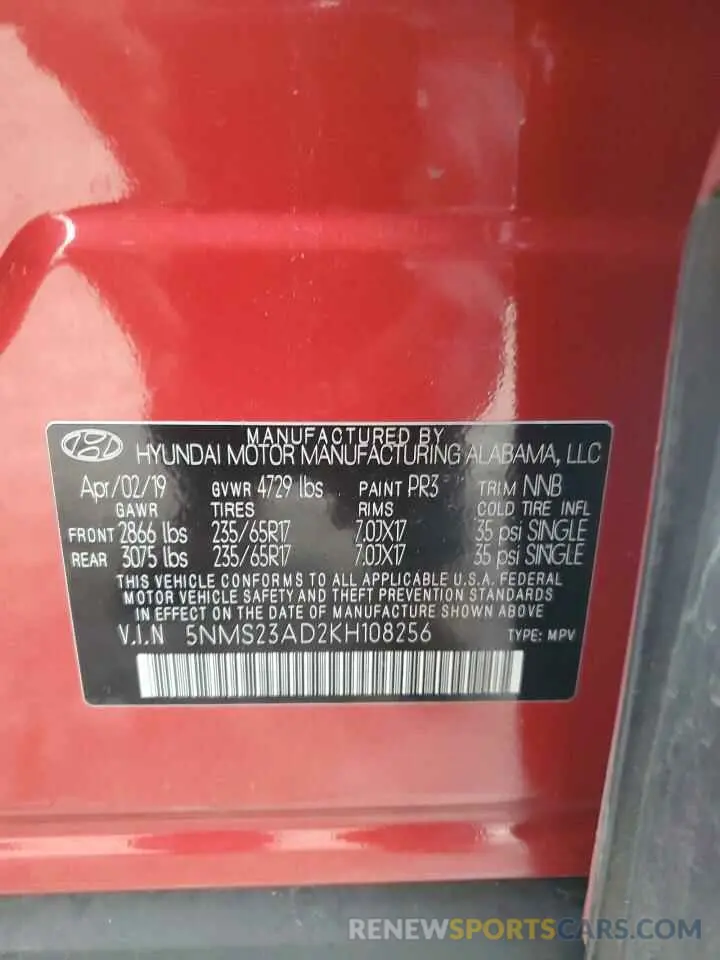 MANUFACTURED BY
HYUNDAI MOTOR MANUFACTURING ALABAMA, LLC
Apr/02/19 GVWR 4729 lbs PAINT PR3 TRIM NNB
GAWR TIRES RIMS COLD TIRE INFL
FRONT 2866 lbs 235/65R17 7.0JX17 35 psi SINGLE
REAR 3075 lbs 235/65R17 7.0JX17 35 psi SINGLE
THIS VEHICLE CONFORMS TO ALL APPLICABLE U.S.A. FEDERAL
MOTOR VEHICLE SAFETY AND THEFT PREVENTION STANDARDS
IN EFFECT ON THE DATE OF MANUFACTURE SHOWN ABOVE
V.I.N 5NMS23AD2KH108256 TYPE: MPV
RENEWSPORTSCARS.COM